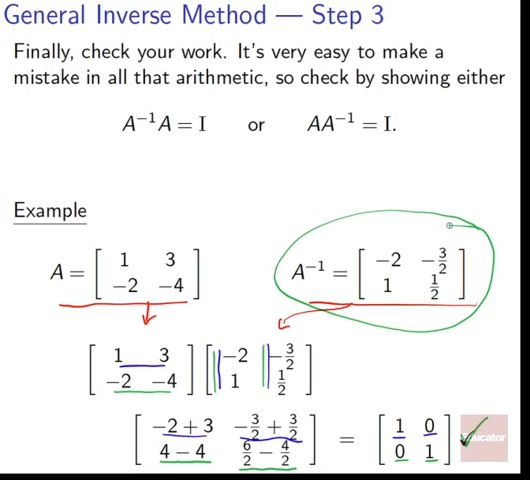 General Inverse Method — Step 3
Finally, check your work. It's very easy to make a
mistake in all that arithmetic, so check by showing either
A⁻¹A = I or AA⁻¹ = I.
Example
A = [ 1 3 ] A⁻¹ = [ −2 −3/2 ]
[ −2 −4 ] [ 1 1/2 ]
[ 1 3 ] [ −2 −3/2 ]
[ −2 −4 ] [ 1 1/2 ]
[ −2 + 3 −3/2 + 3/2 ] = [ 1 0 ]
[ 4 − 4 6/2 − 4/2 ] [ 0 1 ]
Educator